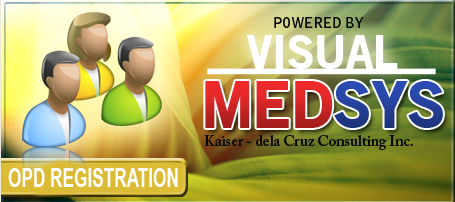 POWERED BY
VISUAL
MEDSYS
Kaiser - dela Cruz Consulting Inc.
OPD REGISTRATION